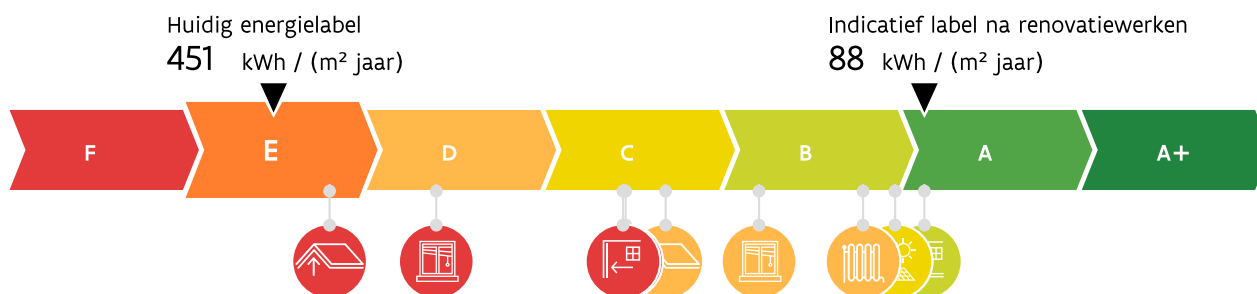 Huidig energielabel
451 kWh / (m² jaar)
Indicatief label na renovatiewerken
88 kWh / (m² jaar)
F E D C B A A+